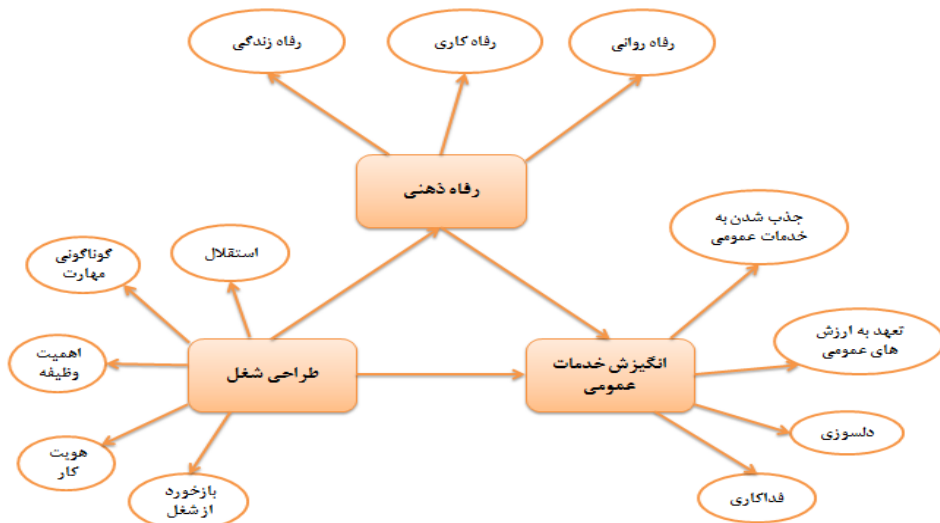 رفاه روانی
رفاه کاری
رفاه زندگی
رفاه ذهنی
جذب شدن به
خدمات عمومی
استقلال
گوناگونی
مهارت
تعهد به ارزش
های عمومی
انگیزش خدمات
عمومی
طراحی شغل
اهمیت
وظیفه
دلسوزی
هویت
کار
بازخورد
از شغل
فداکاری